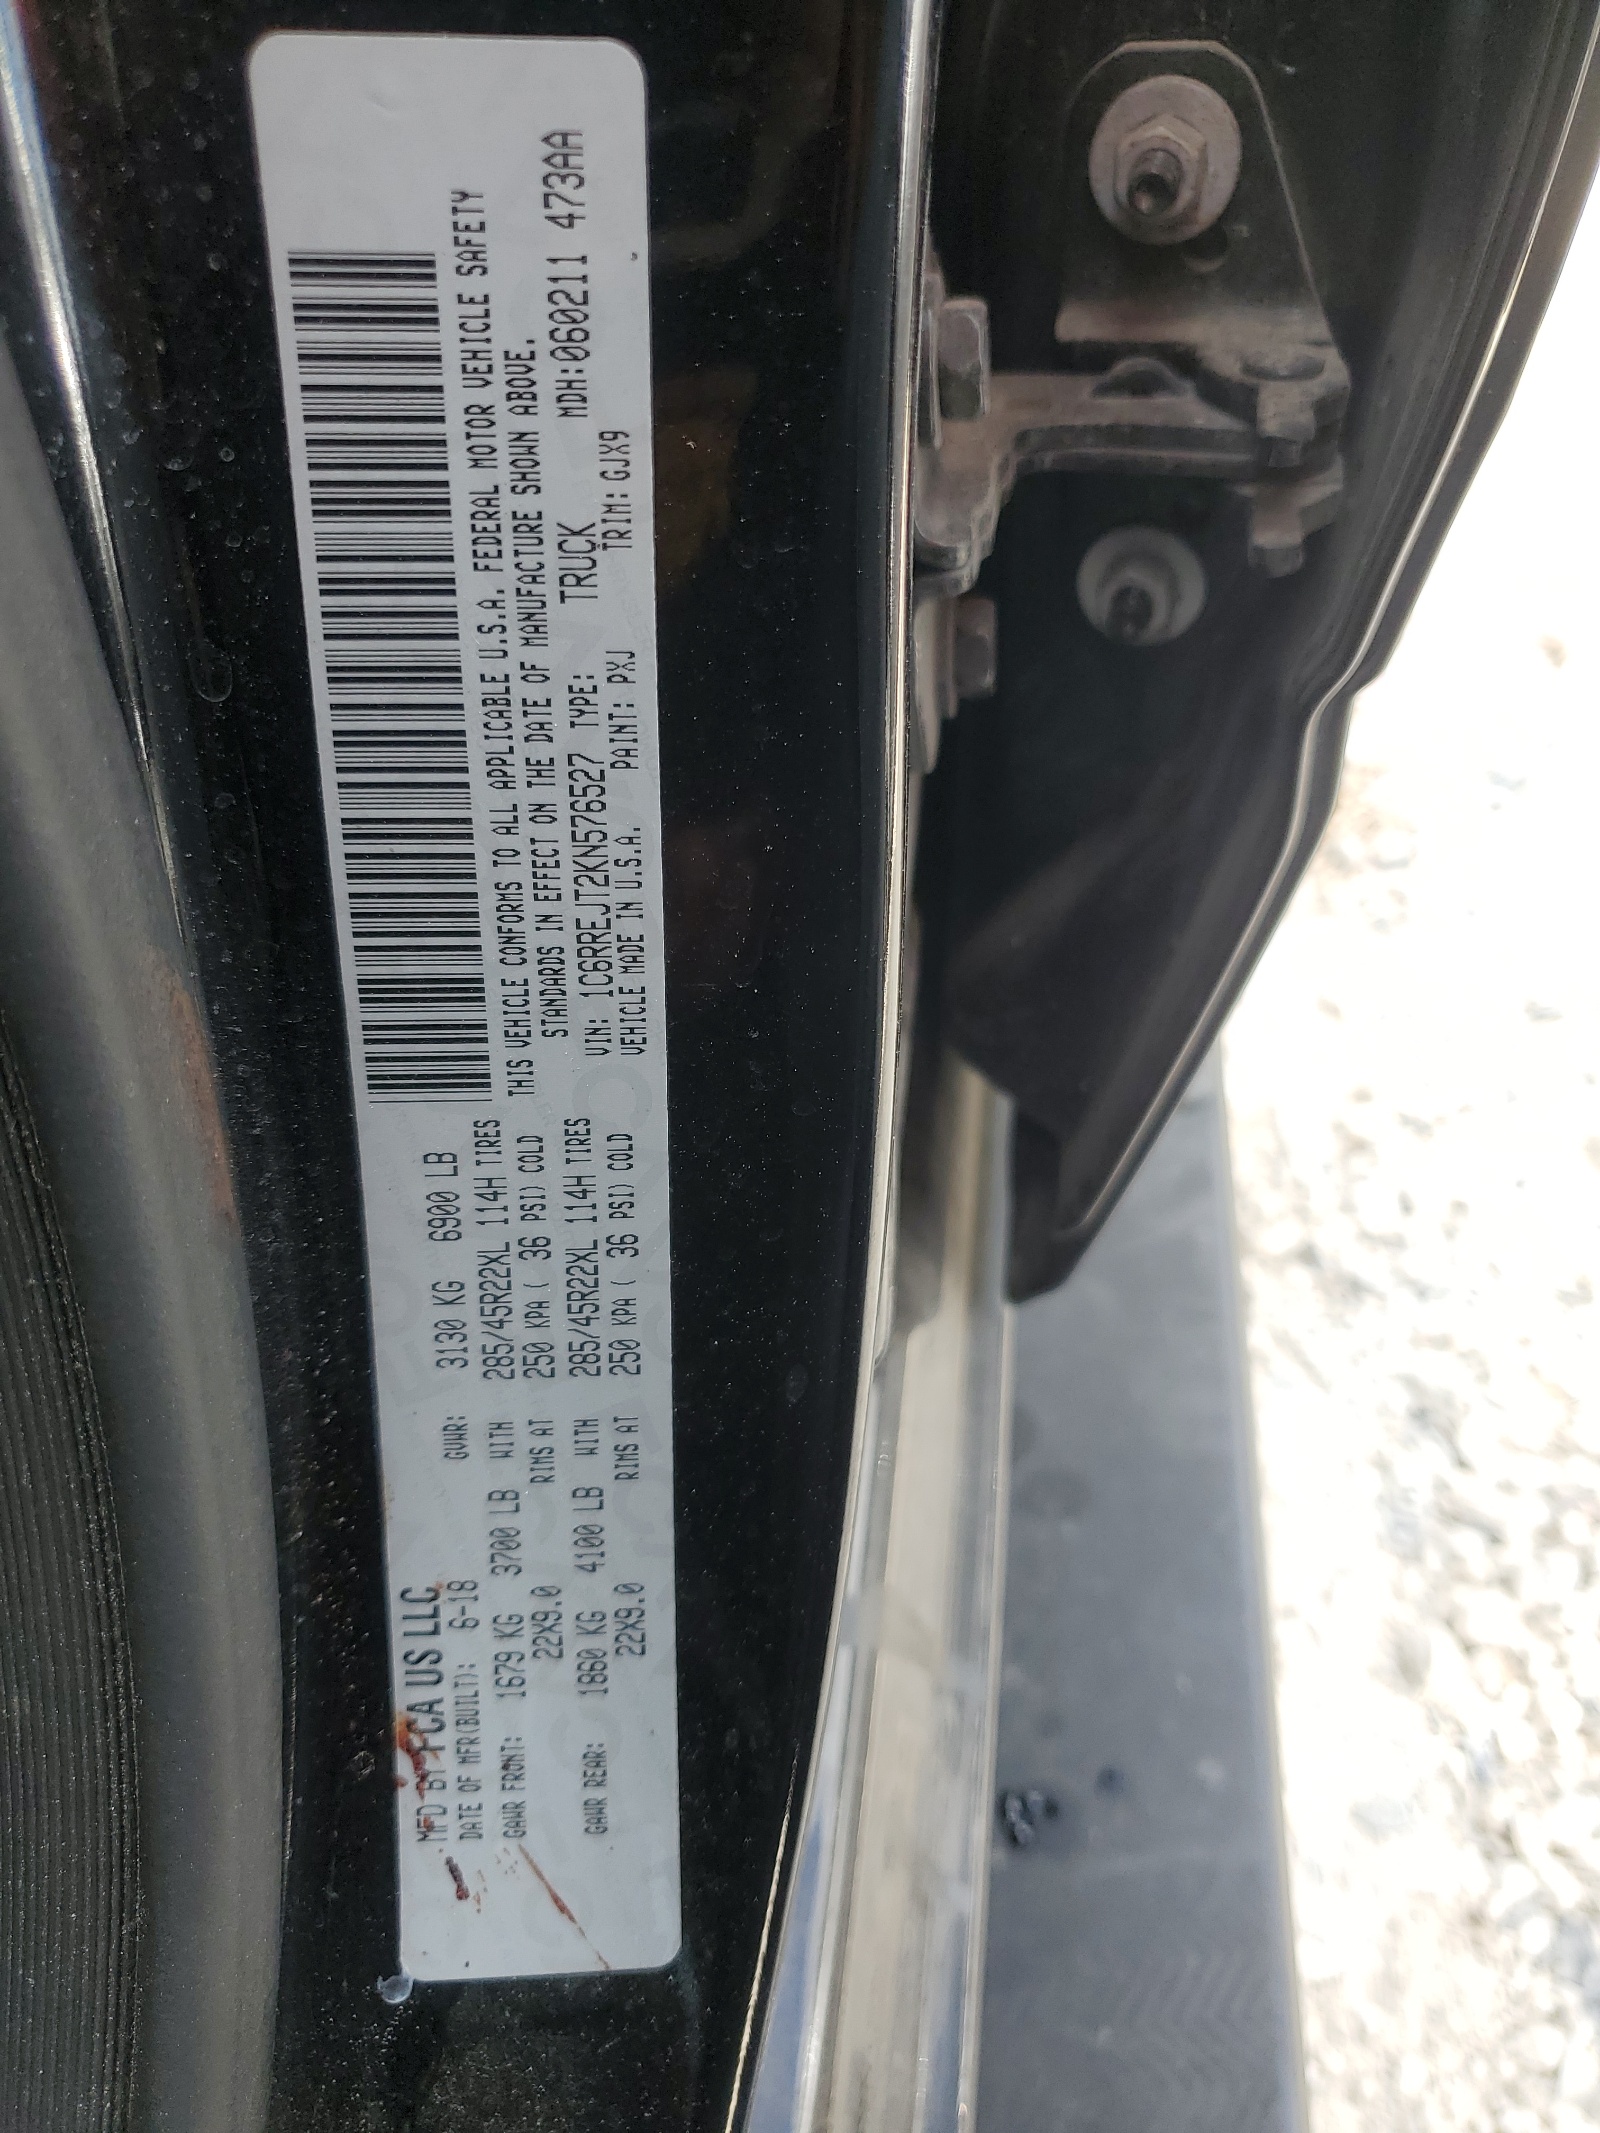 MFD BY FCA US LLC
DATE OF MFR(BUILT): 6-18 GVWR: 3130 KG 6900 LB
GAWR FRONT: 1679 KG 3700 LB WITH 285/45R22XL 114H TIRES
22X9.0 RIMS AT 250 KPA ( 36 PSI) COLD
GAWR REAR: 1860 KG 4100 LB WITH 285/45R22XL 114H TIRES
22X9.0 RIMS AT 250 KPA ( 36 PSI) COLD
THIS VEHICLE CONFORMS TO ALL APPLICABLE U.S.A. FEDERAL MOTOR VEHICLE SAFETY
STANDARDS IN EFFECT ON THE DATE OF MANUFACTURE SHOWN ABOVE.
VIN: 1C6RREJT2KN576527 TYPE: TRUCK MDH:060211 473AA
VEHICLE MADE IN U.S.A. PAINT: PXJ TRIM: GJX9